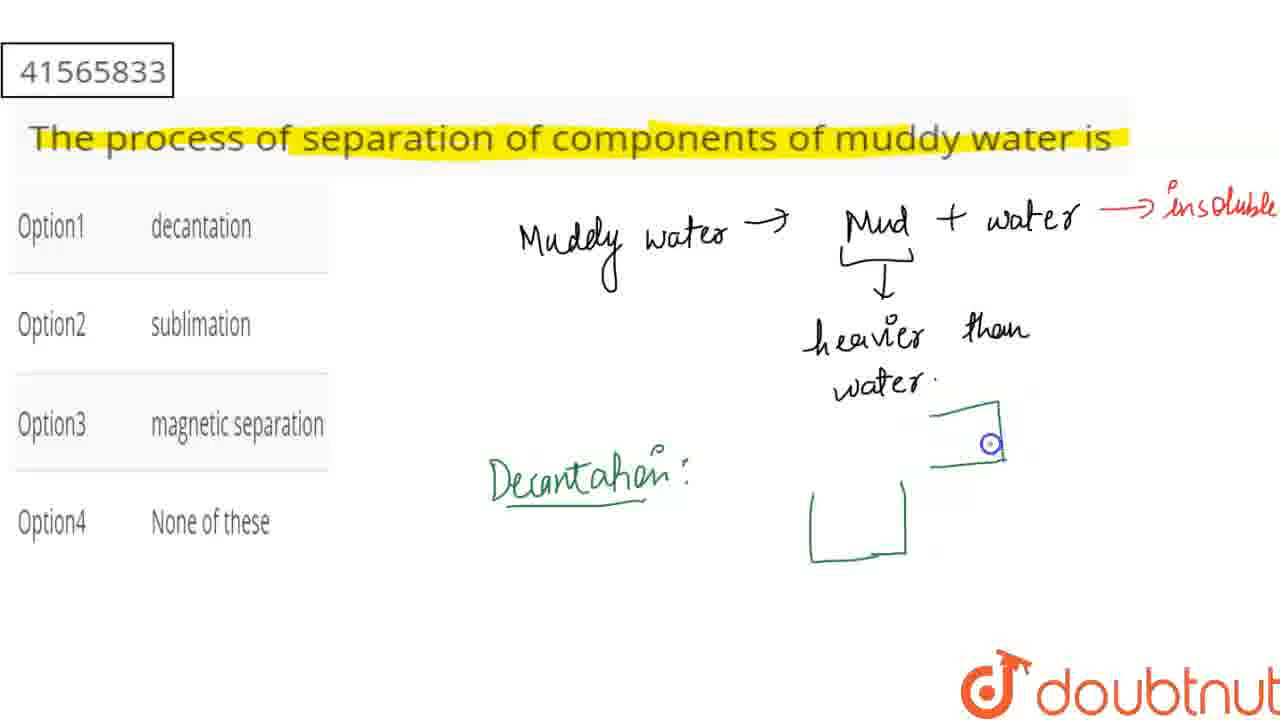 41565833
The process of separation of components of muddy water is
Option1 decantation
Option2 sublimation
Option3 magnetic separation
Option4 None of these
Muddy water → Mud + water → insoluble
heavier than
water.
Decantation:
doubtnut